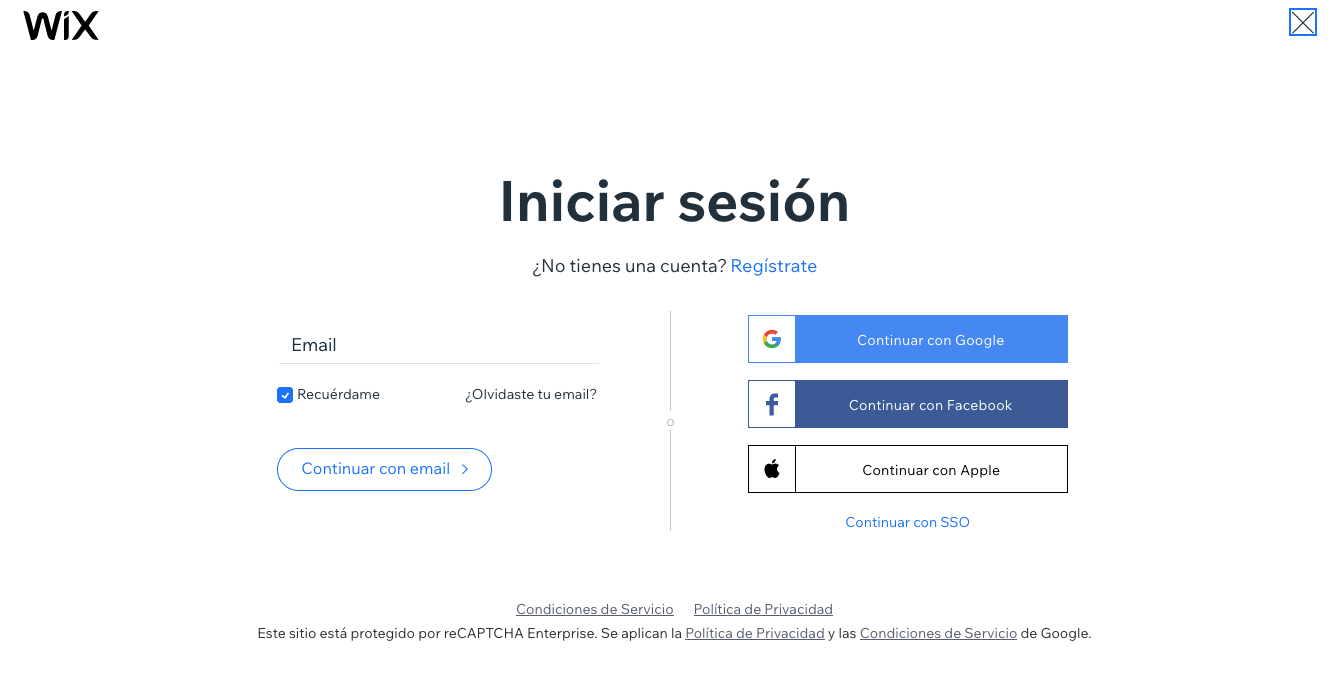 WiX
Iniciar sesión
¿No tienes una cuenta? Regístrate
Email
Recuérdame ¿Olvidaste tu email?
Continuar con email
o
Continuar con Google
Continuar con Facebook
Continuar con Apple
Continuar con SSO
Condiciones de Servicio Política de Privacidad
Este sitio está protegido por reCAPTCHA Enterprise. Se aplican la Política de Privacidad y las Condiciones de Servicio de Google.